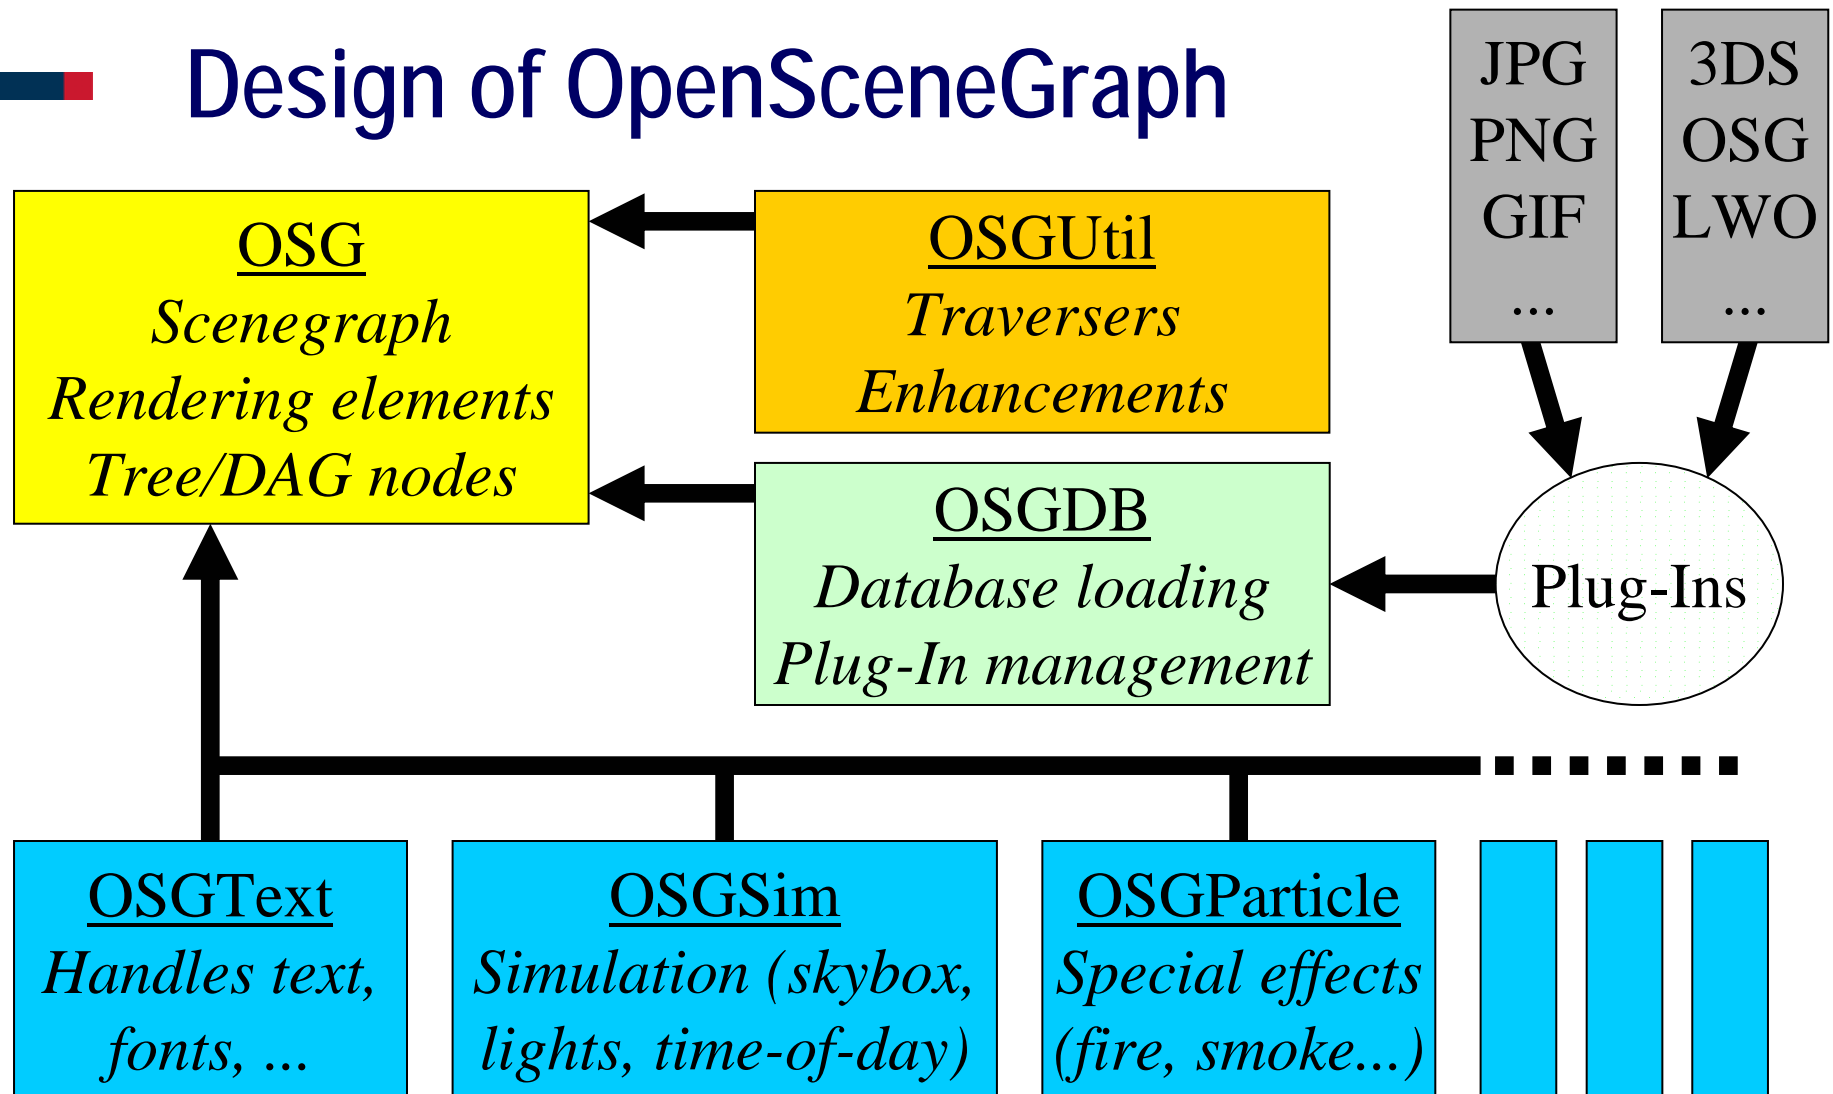 Design of OpenSceneGraph
JPG
PNG
GIF
...
3DS
OSG
LWO
...
OSG
Scenegraph
Rendering elements
Tree/DAG nodes
OSGUtil
Traversers
Enhancements
OSGDB
Database loading
Plug-In management
Plug-Ins
OSGText
Handles text,
fonts, ...
OSGSim
Simulation (skybox,
lights, time-of-day)
OSGParticle
Special effects
(fire, smoke...)